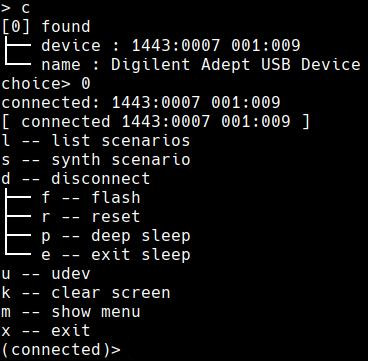 > c
[0] found
├── device : 1443:0007 001:009
└── name : Digilent Adept USB Device
choice> 0
connected: 1443:0007 001:009
[ connected 1443:0007 001:009 ]
l -- list scenarios
s -- synth scenario
d -- disconnect
├── f -- flash
├── r -- reset
├── p -- deep sleep
└── e -- exit sleep
u -- udev
k -- clear screen
m -- show menu
x -- exit
(connected)>